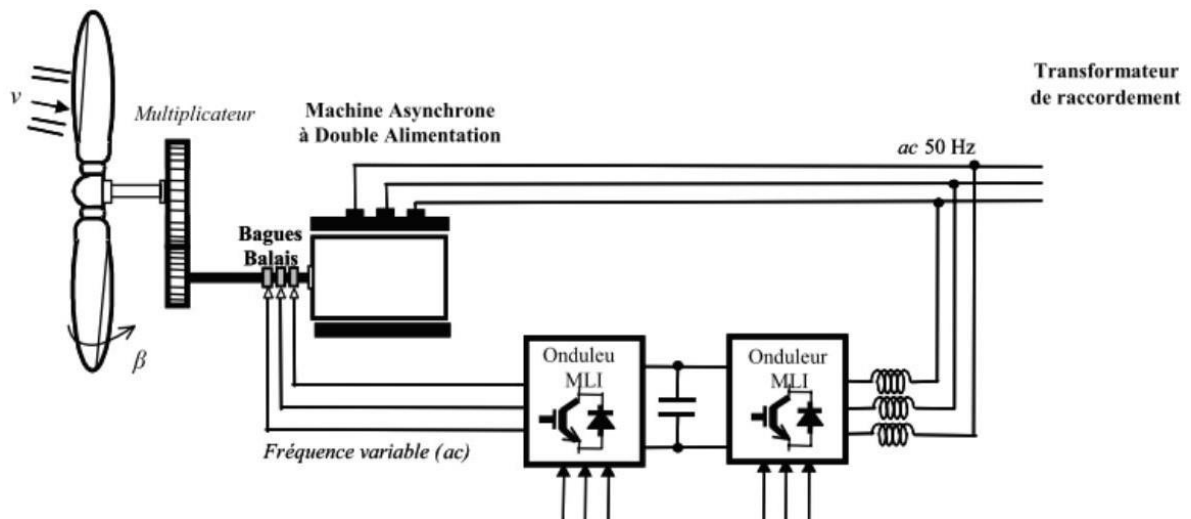 Transformateur
de raccordement
Machine Asynchrone
à Double Alimentation
Multiplicateur
v
ac 50 Hz
Bagues
Balais
β
Onduleu
MLI
Onduleur
MLI
Fréquence variable (ac)